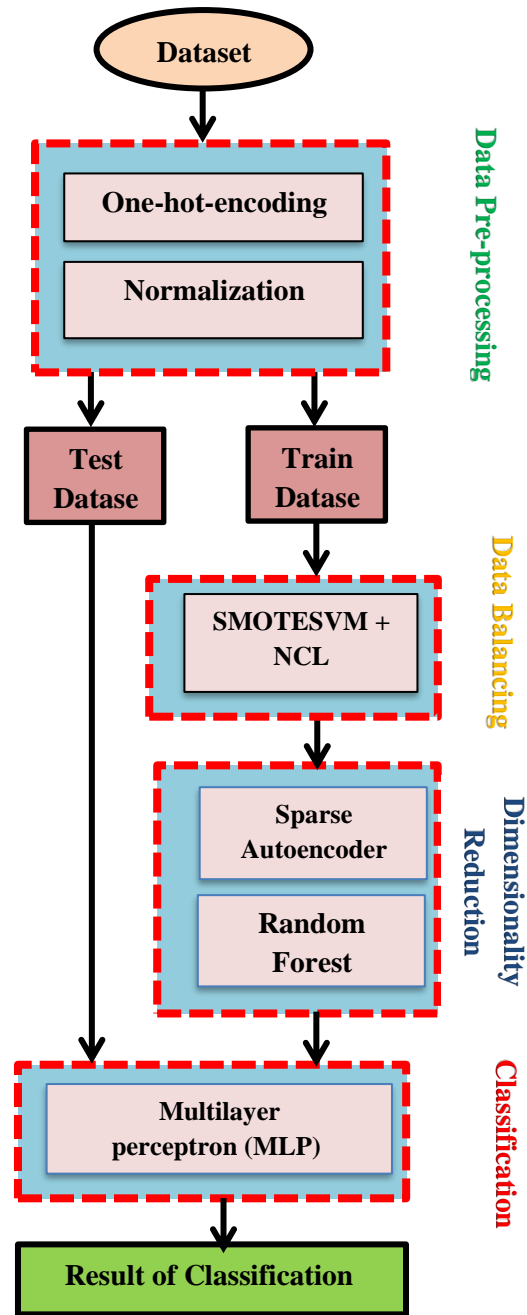 Dataset
Data Pre-processing
One-hot-encoding
Normalization
Test
Datase
Train
Datase
Data Balancing
SMOTESVM +
NCL
Dimensionality
Reduction
Sparse
Autoencoder
Random
Forest
Classification
Multilayer
perceptron (MLP)
Result of Classification